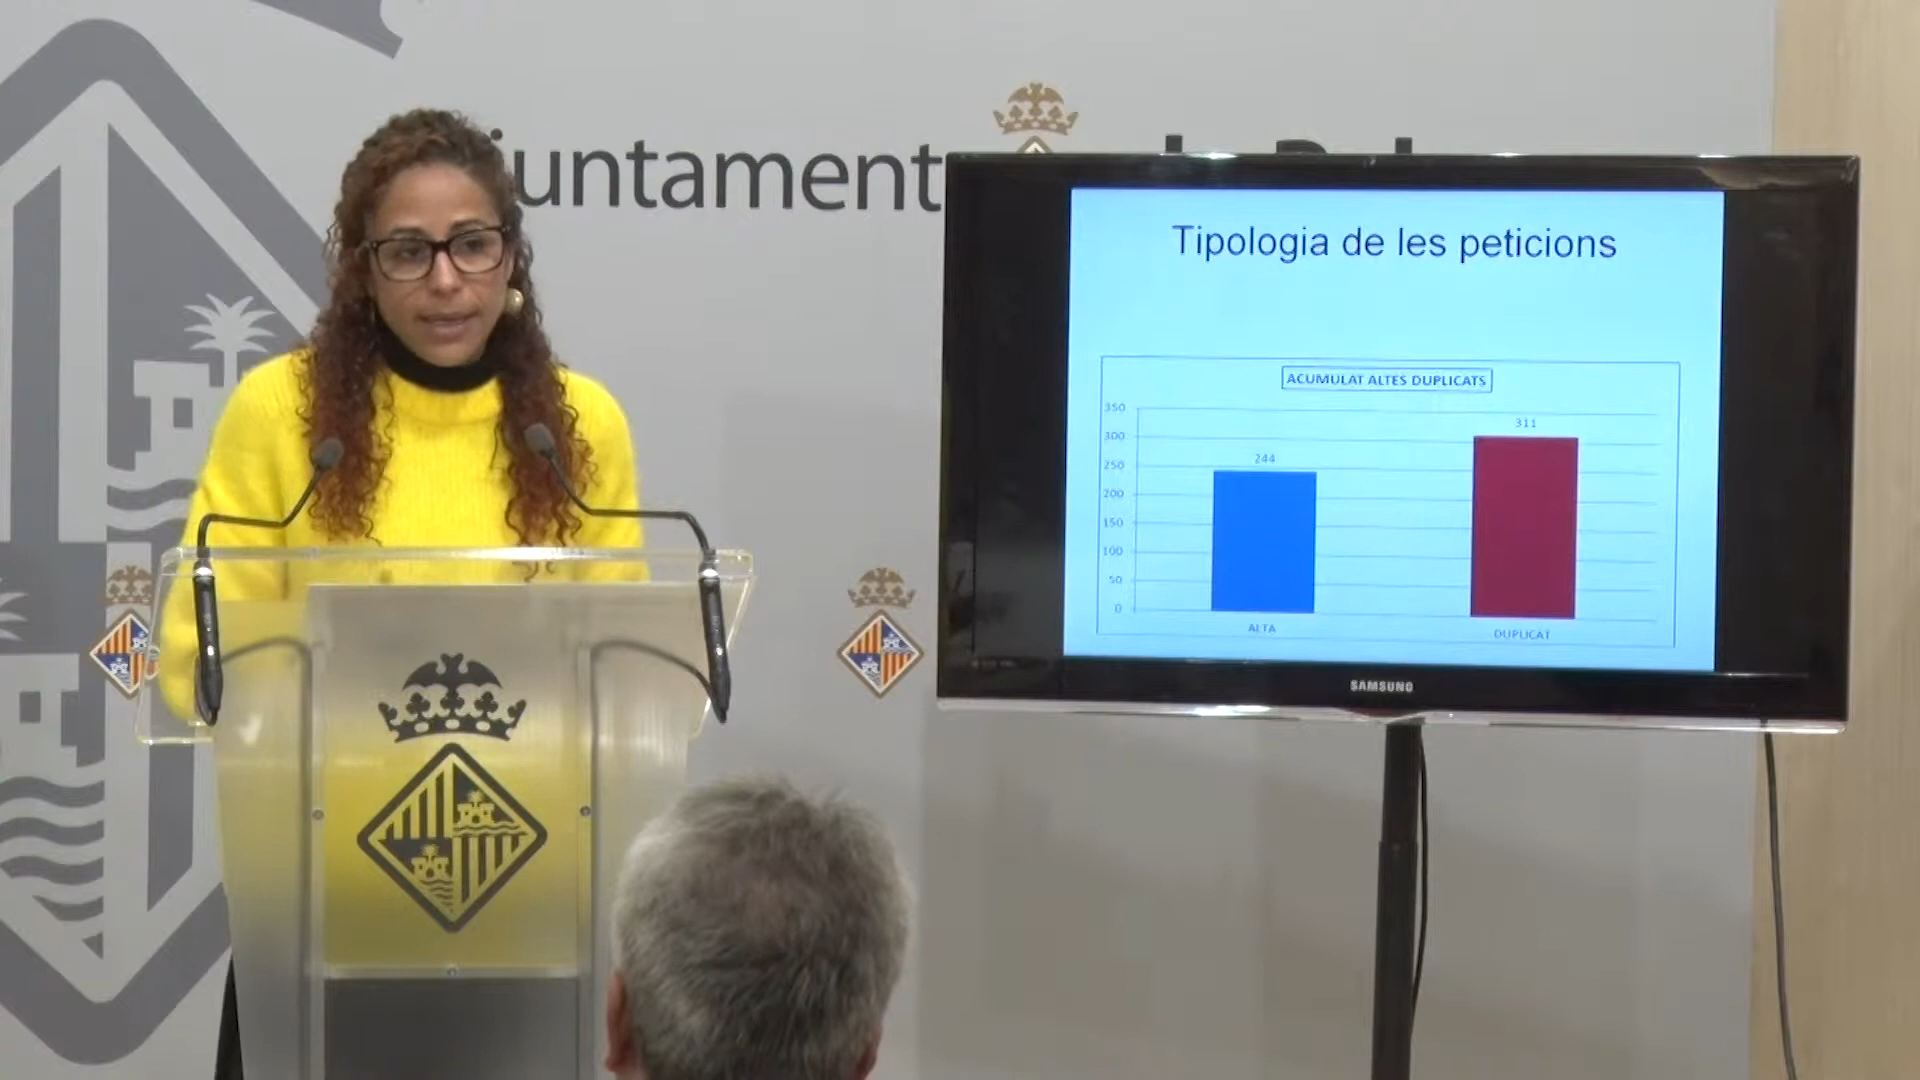 juntament
Tipologia de les peticions
ACUMULAT ALTES DUPLICATS
350
300
250
200
150
100
50
0
244
311
ALTA
DUPLICAT
SAMSUNG